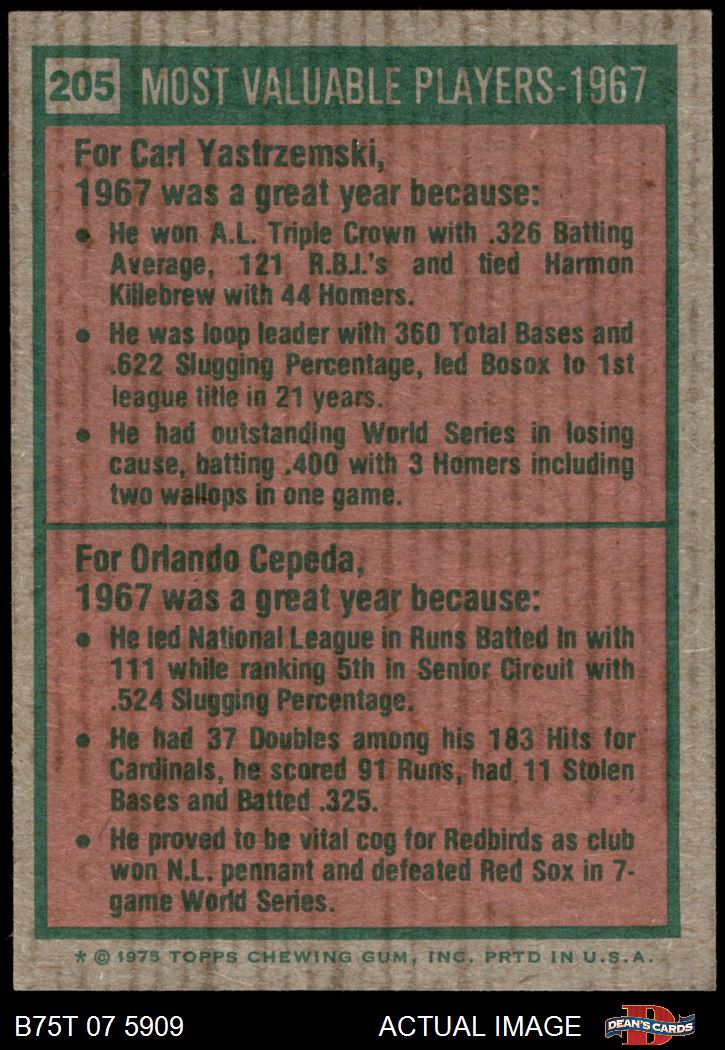 205 MOST VALUABLE PLAYERS-1967
For Carl Yastrzemski,
1967 was a great year because:
• He won A.L. Triple Crown with .326 Batting
Average, 121 R.B.I.'s and tied Harmon
Killebrew with 44 Homers.
• He was loop leader with 360 Total Bases and
.622 Slugging Percentage, led Bosox to 1st
league title in 21 years.
• He had outstanding World Series in losing
cause, batting .400 with 3 Homers including
two wallops in one game.
For Orlando Cepeda,
1967 was a great year because:
• He led National League in Runs Batted In with
111 while ranking 5th in Senior Circuit with
.524 Slugging Percentage.
• He had 37 Doubles among his 183 Hits for
Cardinals, he scored 91 Runs, had 11 Stolen
Bases and Batted .325.
• He proved to be vital cog for Redbirds as club
won N.L. pennant and defeated Red Sox in 7-
game World Series.
* © 1975 TOPPS CHEWING GUM, INC. PRTD IN U.S.A.
B75T 07 5909 ACTUAL IMAGE D DEAN'S CARDS